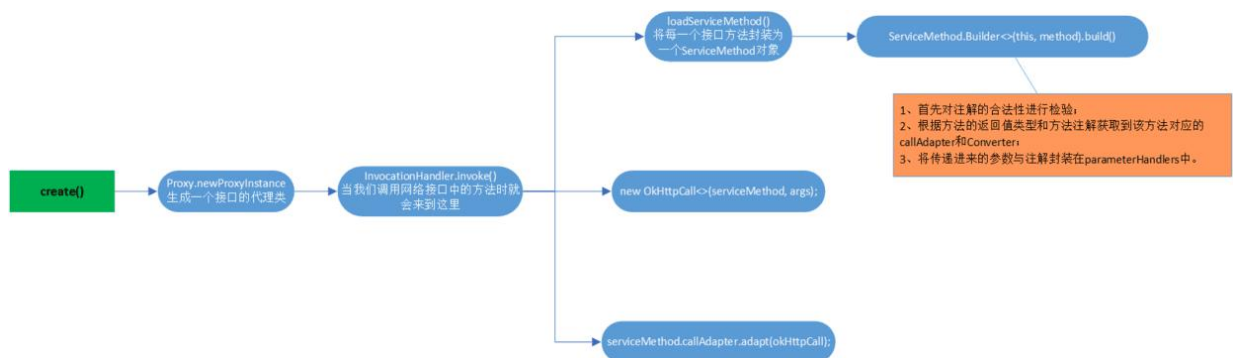 create()
Proxy.newProxyInstance
生成一个接口的代理类
InvocationHandler.invoke()
当我们调用网络接口中的方法时就
会来到这里
loadServiceMethod()
将每一个接口方法封装为
一个ServiceMethod对象
ServiceMethod.Builder<>(this, method).build()
1、首先对注解的合法性进行检验；
2、根据方法的返回值类型和方法注解获取到该方法对应的
callAdapter和Converter；
3、将传递进来的参数与注解封装在parameterHandlers中。
new OkHttpCall<>(serviceMethod, args);
serviceMethod.callAdapter.adapt(okHttpCall);